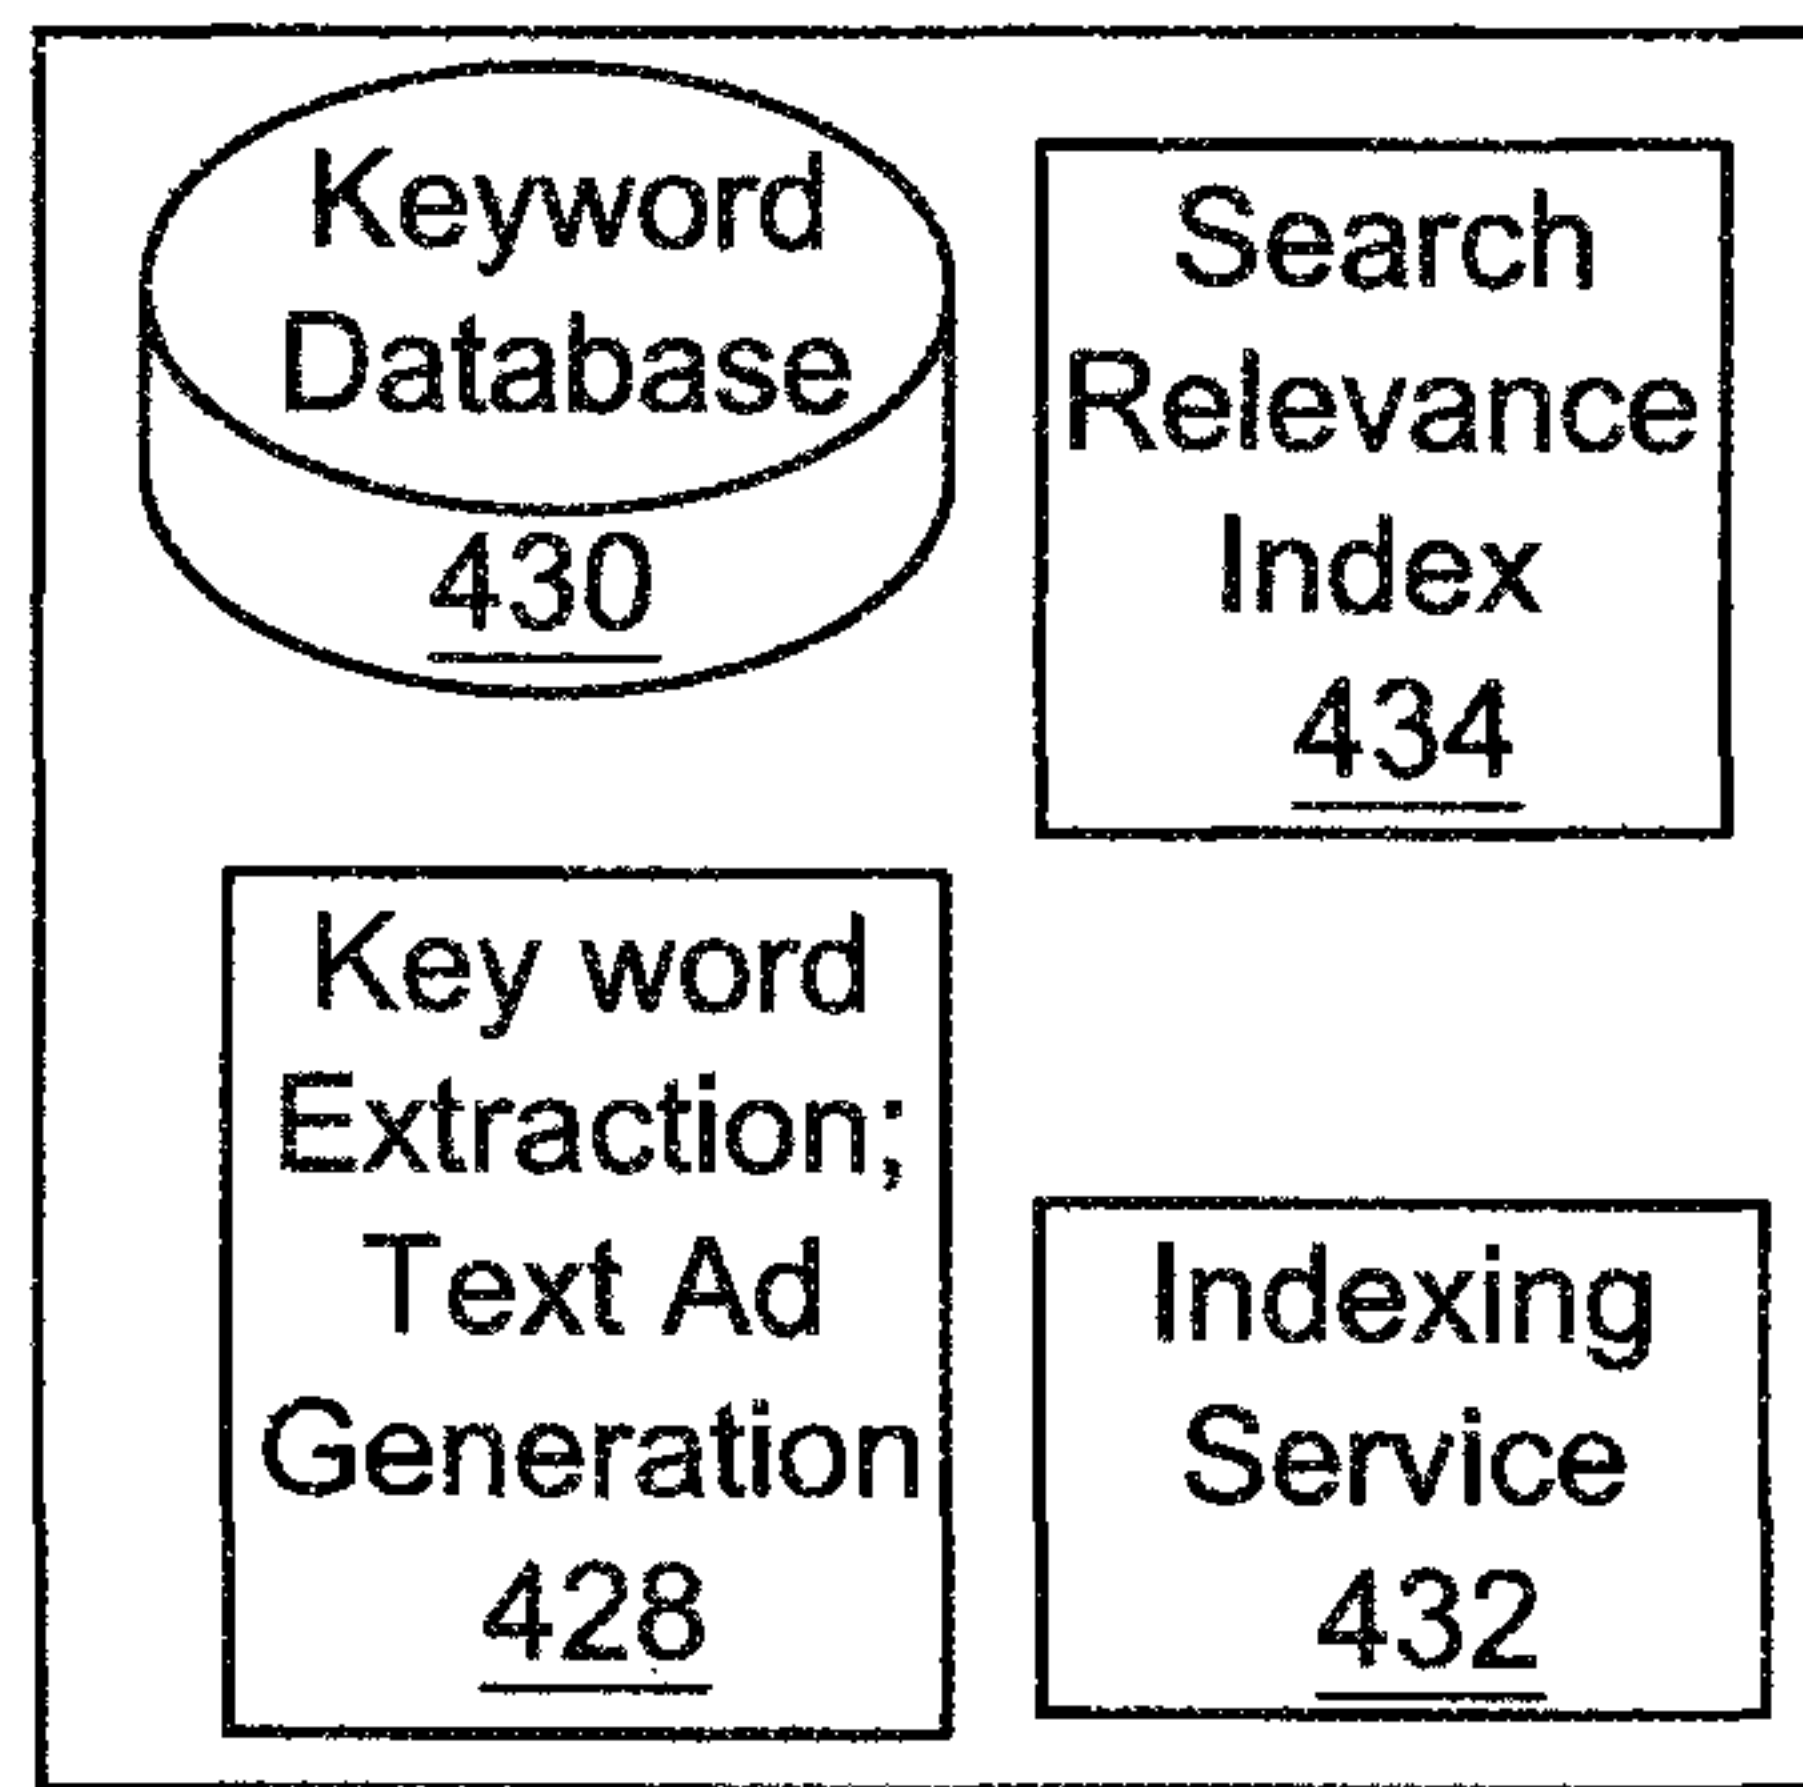 Keyword
Database
430
Search
Relevance
Index
434
Key word
Extraction;
Text Ad
Generation
428
Indexing
Service
432